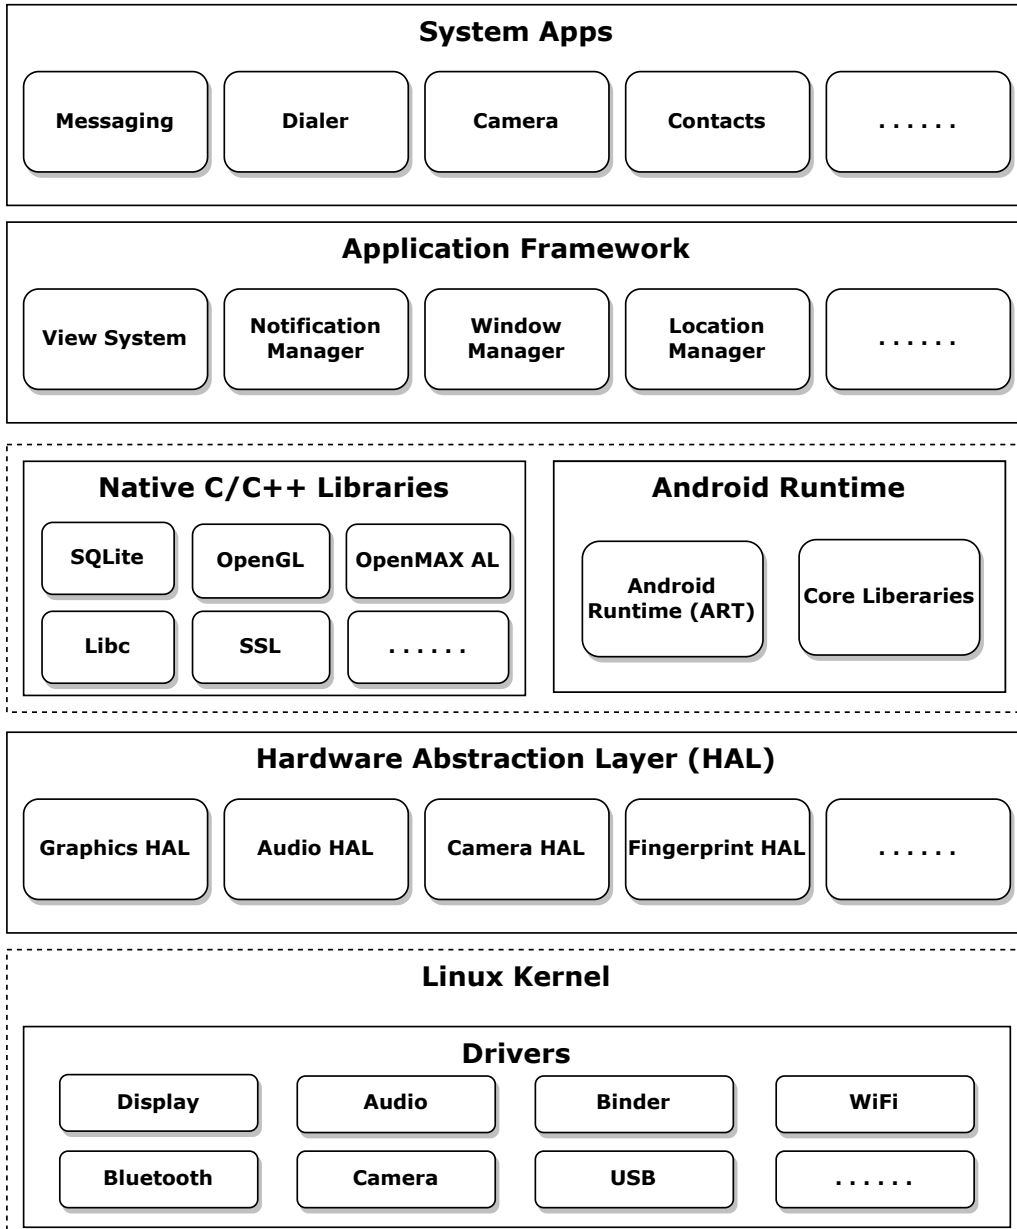 System Apps
Messaging
Dialer
Camera
Contacts
. . . . . .
Application Framework
View System
Notification
Manager
Window
Manager
Location
Manager
. . . . . .
Native C/C++ Libraries
SQLite
OpenGL
OpenMAX AL
Libc
SSL
. . . . . .
Android Runtime
Android
Runtime (ART)
Core Liberaries
Hardware Abstraction Layer (HAL)
Graphics HAL
Audio HAL
Camera HAL
Fingerprint HAL
. . . . . .
Linux Kernel
Drivers
Display
Audio
Binder
WiFi
Bluetooth
Camera
USB
. . . . . .